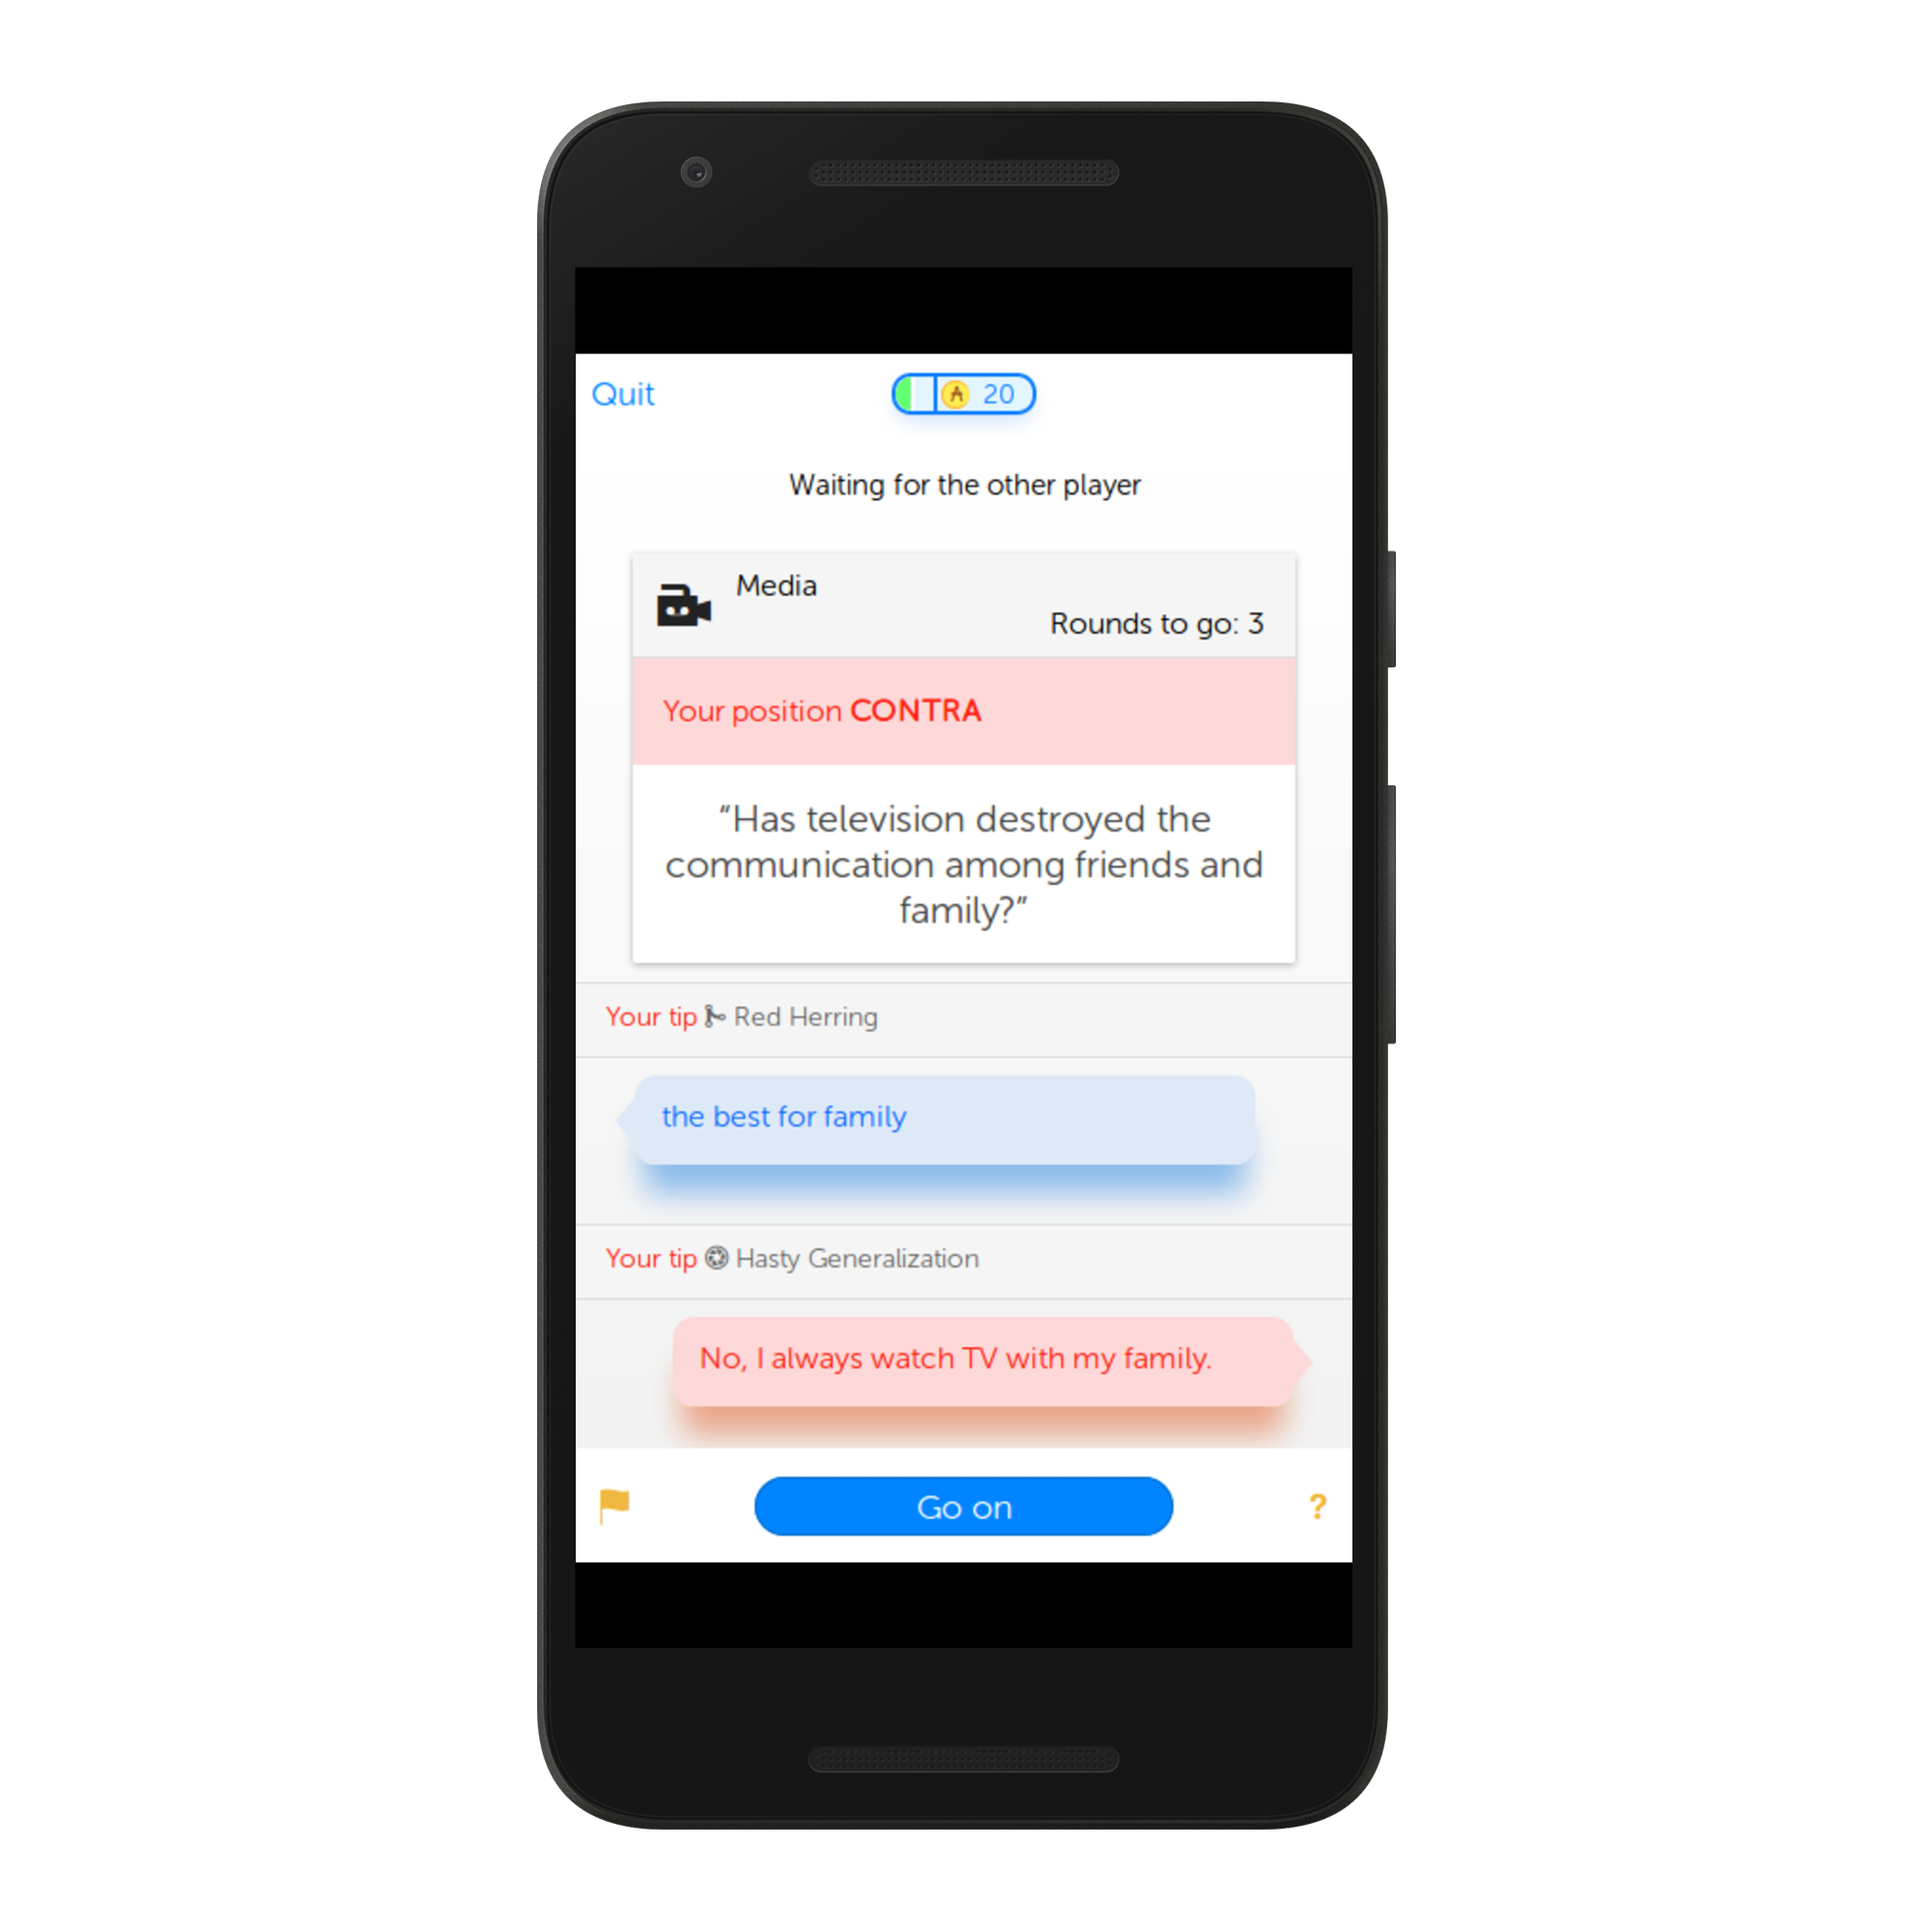 Quit
20
Waiting for the other player
Media
Rounds to go: 3
Your position CONTRA
“Has television destroyed the
communication among friends and
family?”
Your tip Red Herring
the best for family
Your tip Hasty Generalization
No, I always watch TV with my family.
Go on
?